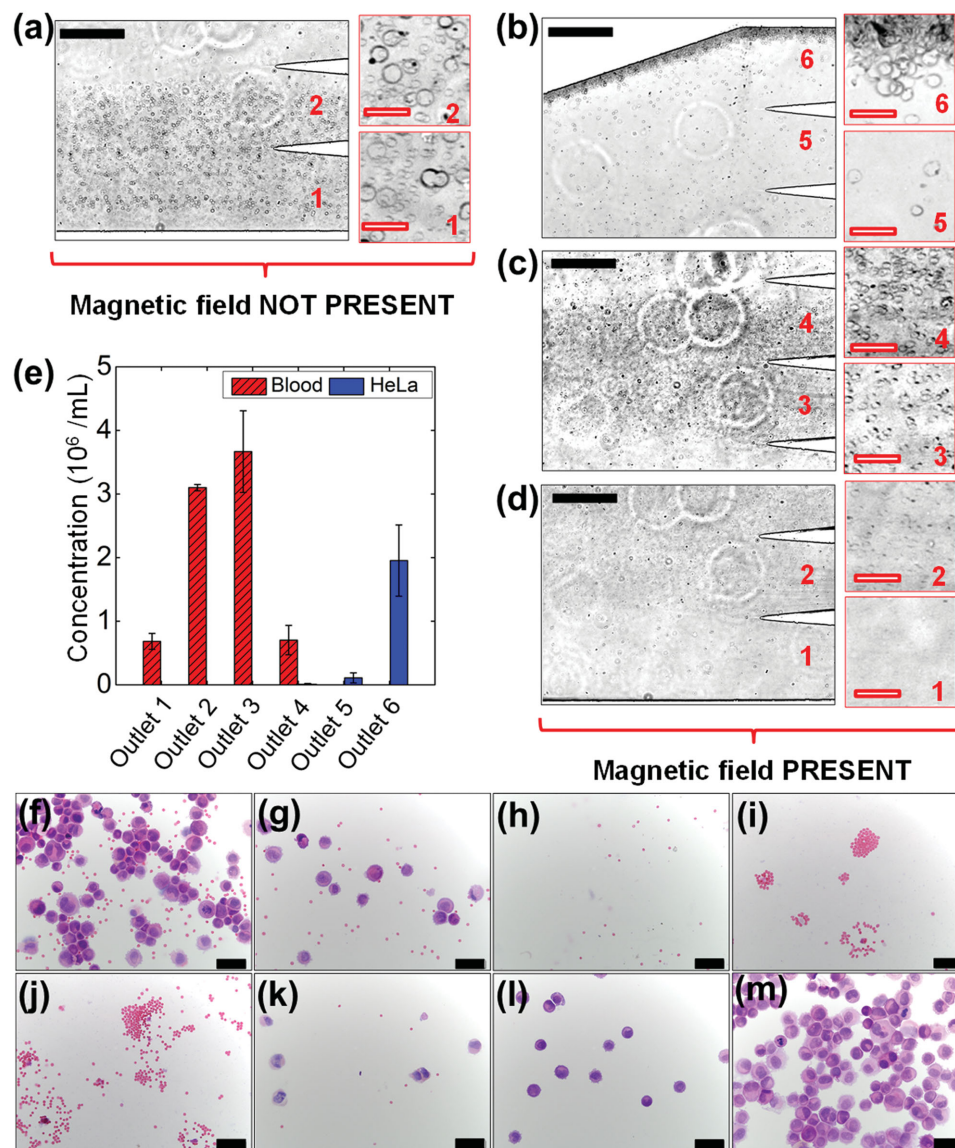 (a)
2
1
2
1
Magnetic field NOT PRESENT
(b)
6
5
6
5
(c)
4
3
4
3
(d)
2
1
2
1
Magnetic field PRESENT
(e)
Concentration (10⁶ /mL)
5
4
3
2
1
0
Blood
HeLa
Outlet 1
Outlet 2
Outlet 3
Outlet 4
Outlet 5
Outlet 6
(f)
(g)
(h)
(i)
(j)
(k)
(l)
(m)